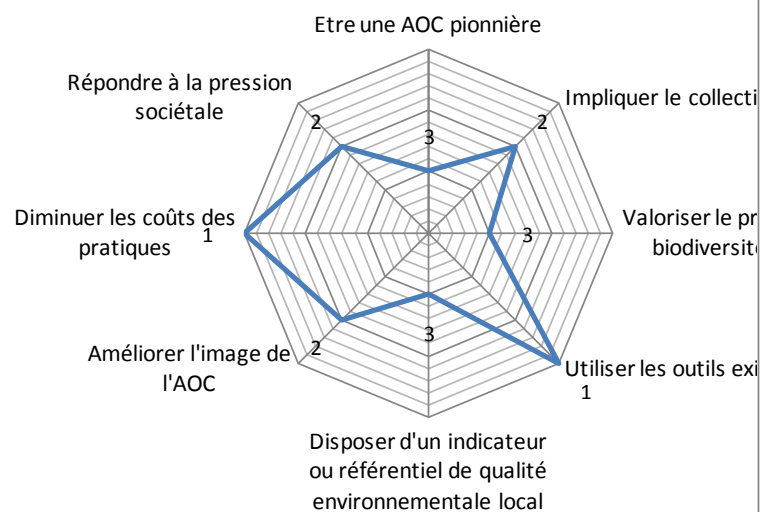 Etre une AOC pionnière
Répondre à la pression
sociétale
2
3
2
Impliquer le collecti
Diminuer les coûts des
pratiques
1
3
Valoriser le pr
biodiversité
Améliorer l'image de
l'AOC
2
3
Utiliser les outils exi
1
Disposer d'un indicateur
ou référentiel de qualité
environnementale local